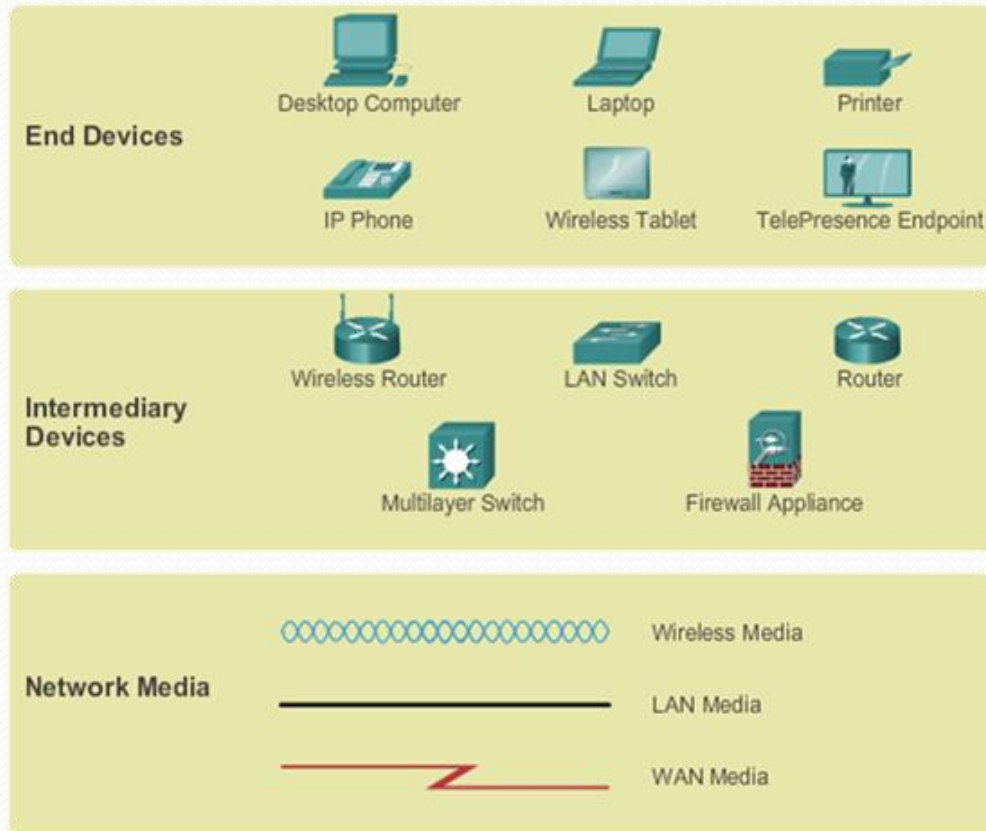 End Devices
Desktop Computer
Laptop
Printer
IP Phone
Wireless Tablet
TelePresence Endpoint
Intermediary
Devices
Wireless Router
LAN Switch
Router
Multilayer Switch
Firewall Appliance
Network Media
Wireless Media
LAN Media
WAN Media